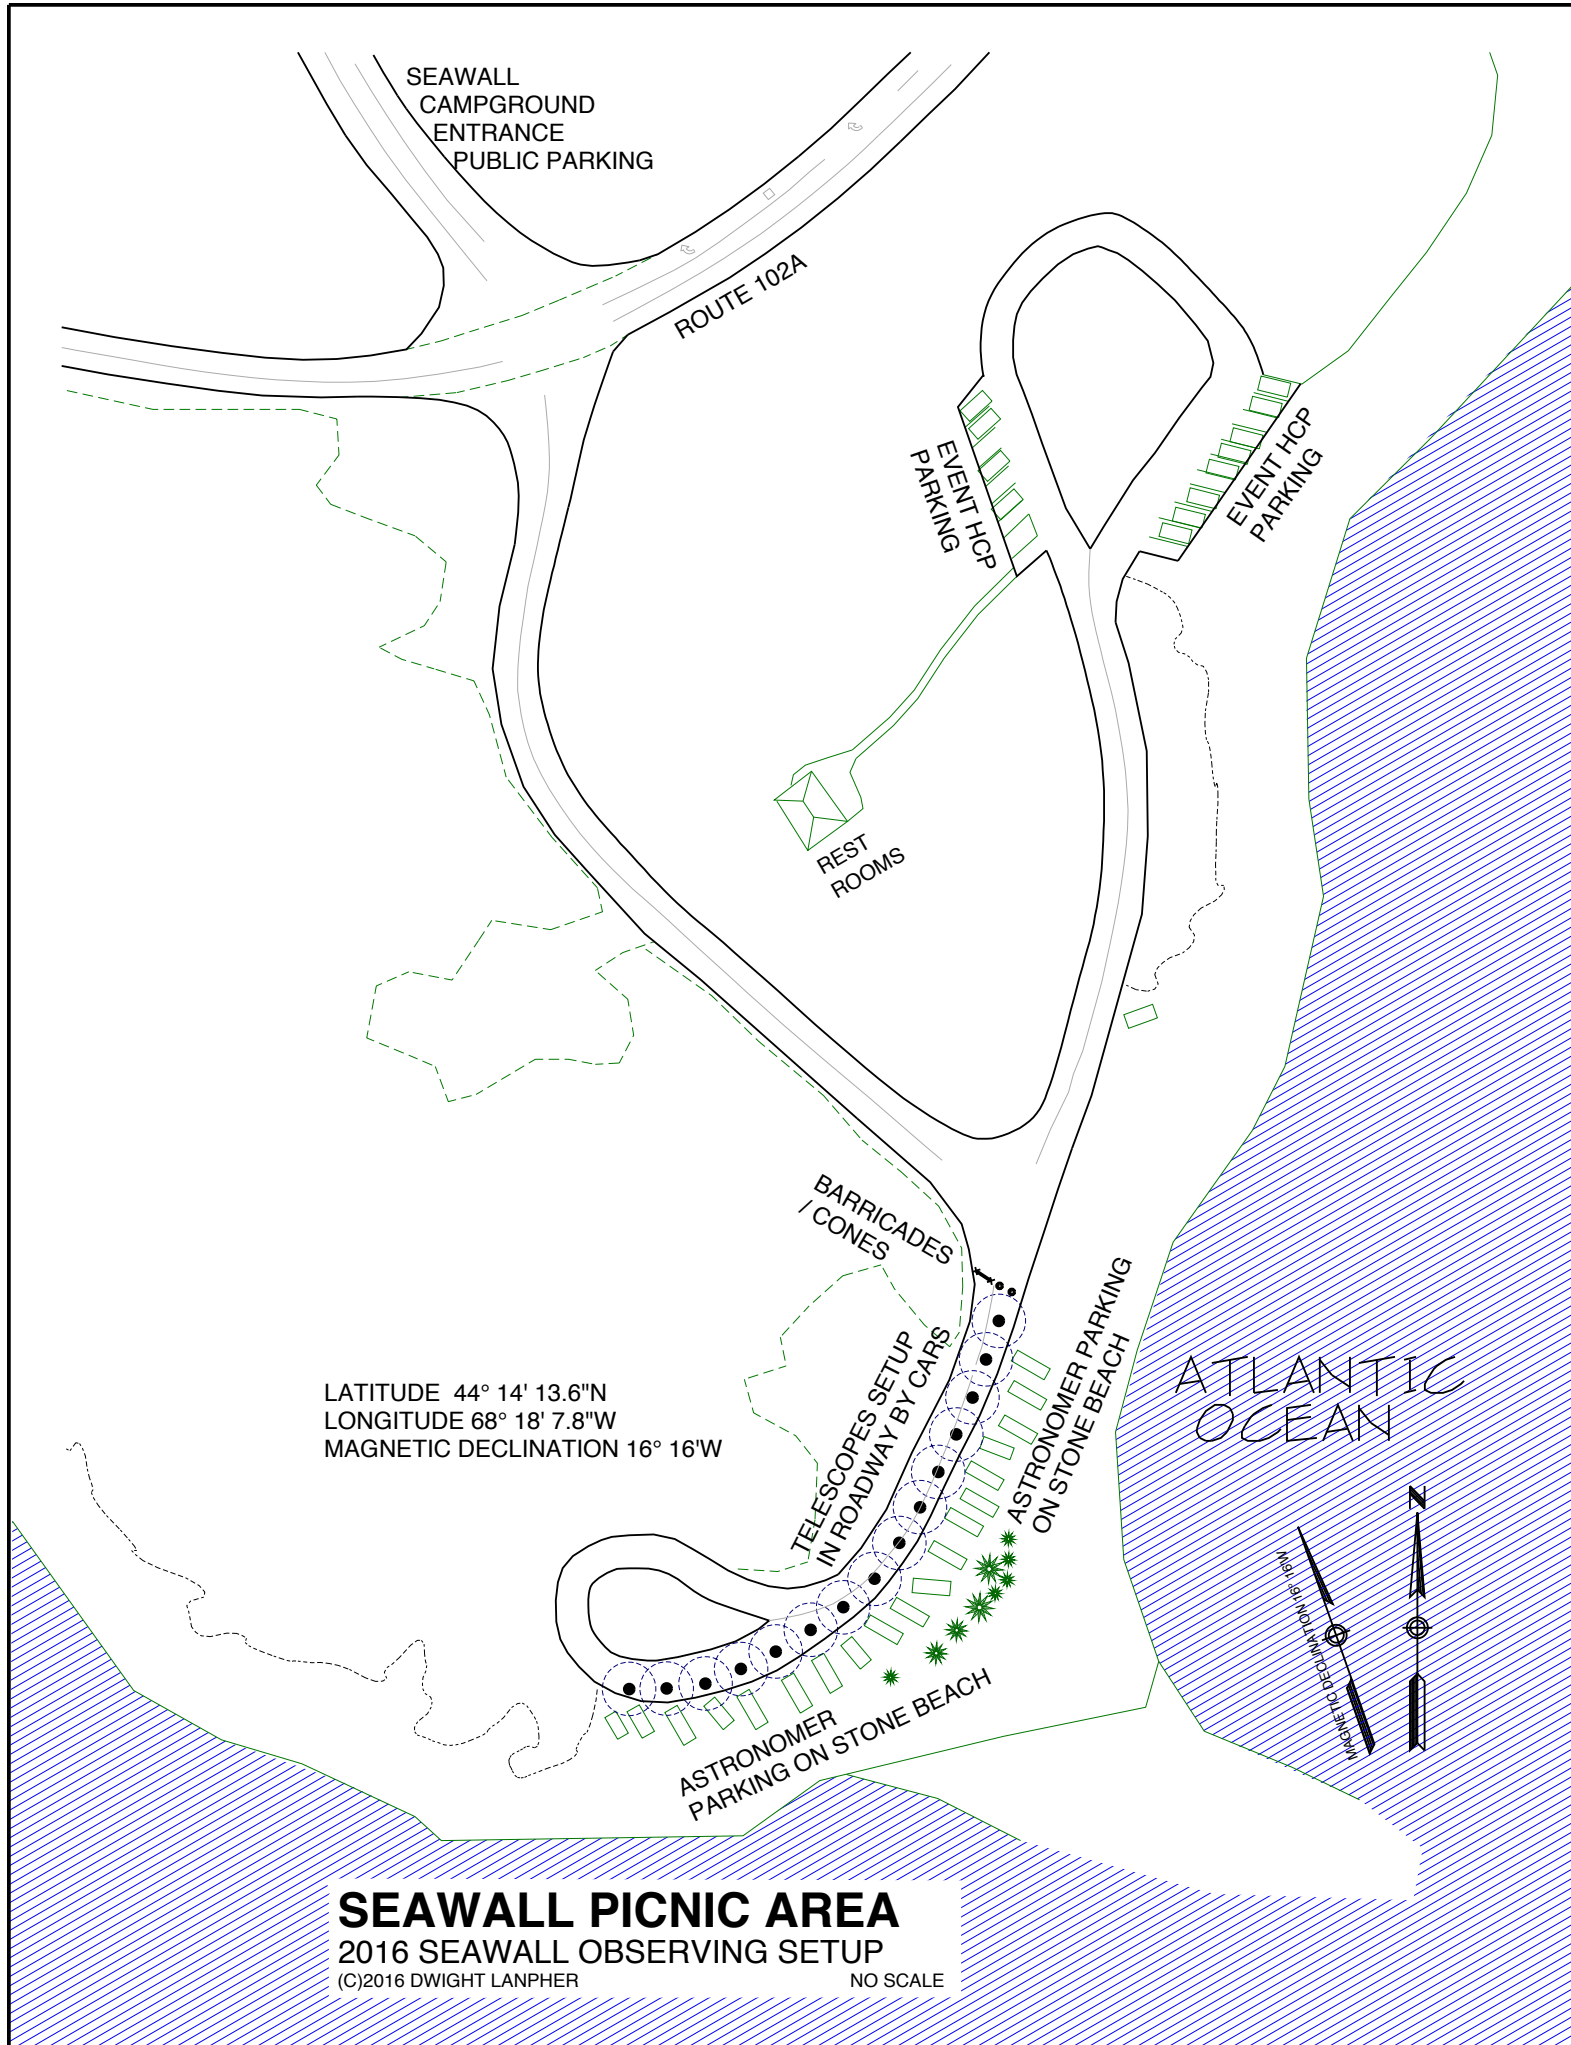 SEAWALL
CAMPGROUND
ENTRANCE
PUBLIC PARKING
ROUTE 102A
EVENT HCP
PARKING
EVENT HCP
PARKING
REST
ROOMS
BARRICADES
/ CONES
TELESCOPES SETUP
IN ROADWAY BY CARS
ASTRONOMER PARKING
ON STONE BEACH
ATLANTIC
OCEAN
LATITUDE 44° 14' 13.6"N
LONGITUDE 68° 18' 7.8"W
MAGNETIC DECLINATION 16° 16'W
N
MAGNETIC DECLINATION 16° 16'W
ASTRONOMER
PARKING ON STONE BEACH
SEAWALL PICNIC AREA
2016 SEAWALL OBSERVING SETUP
(C)2016 DWIGHT LANPHER NO SCALE